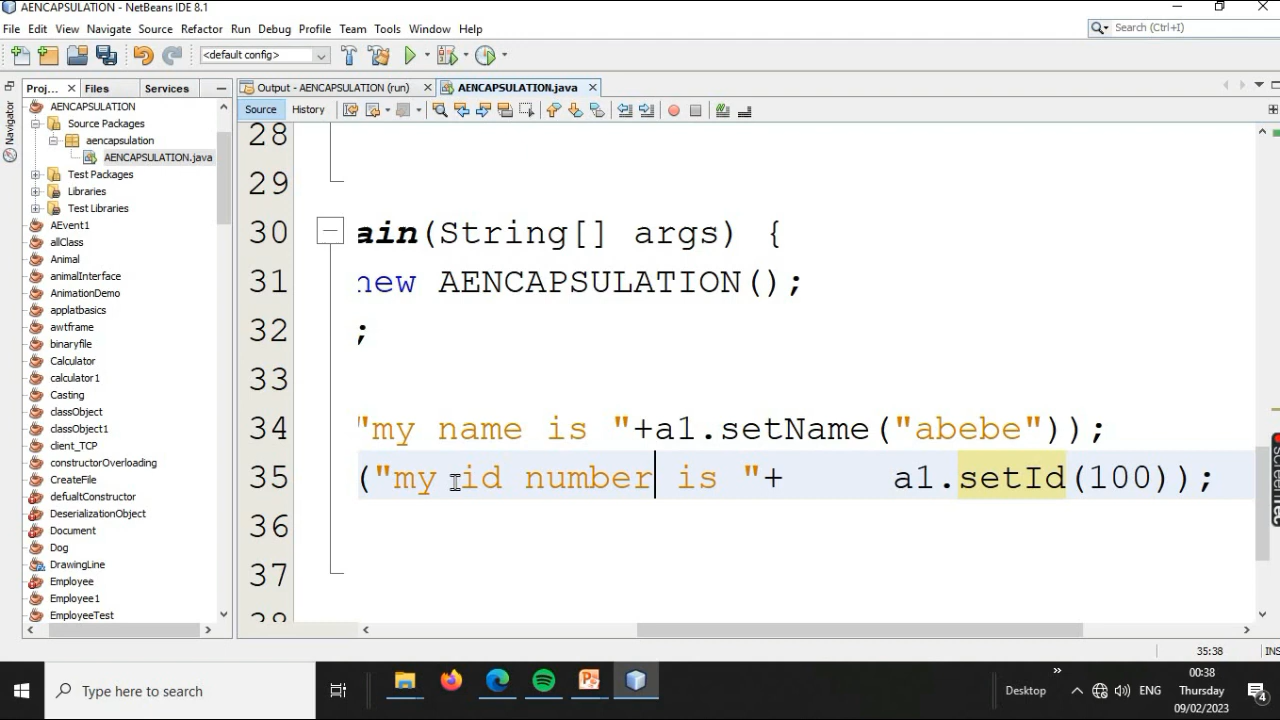 AENCAPSULATION - NetBeans IDE 8.1
File Edit View Navigate Source Refactor Run Debug Profile Team Tools Window Help
Search (Ctrl+I)
<default config>
Proj... Files Services
Output - AENCAPSULATION (run) AENCAPSULATION.java
Source History
Navigator
AENCAPSULATION
Source Packages
aencapsulation
AENCAPSULATION.java
Test Packages
Libraries
Test Libraries
AEvent1
allClass
Animal
animalInterface
AnimationDemo
applatbasics
awtframe
binaryfile
Calculator
calculator1
Casting
classObject
classObject1
client_TCP
constructorOverloading
CreateFile
defualtConstructor
DeserializationObject
Document
Dog
DrawingLine
Employee
Employee1
EmployeeTest
28
29
30 ain(String[] args) {
31 new AENCAPSULATION();
32 ;
33
34 "my name is "+a1.setName("abebe"));
35 ("my id number is "+ a1.setId(100));
36
37
38
35:38 INS
Type here to search
Desktop
ENG
00:38
Thursday
09/02/2023
4